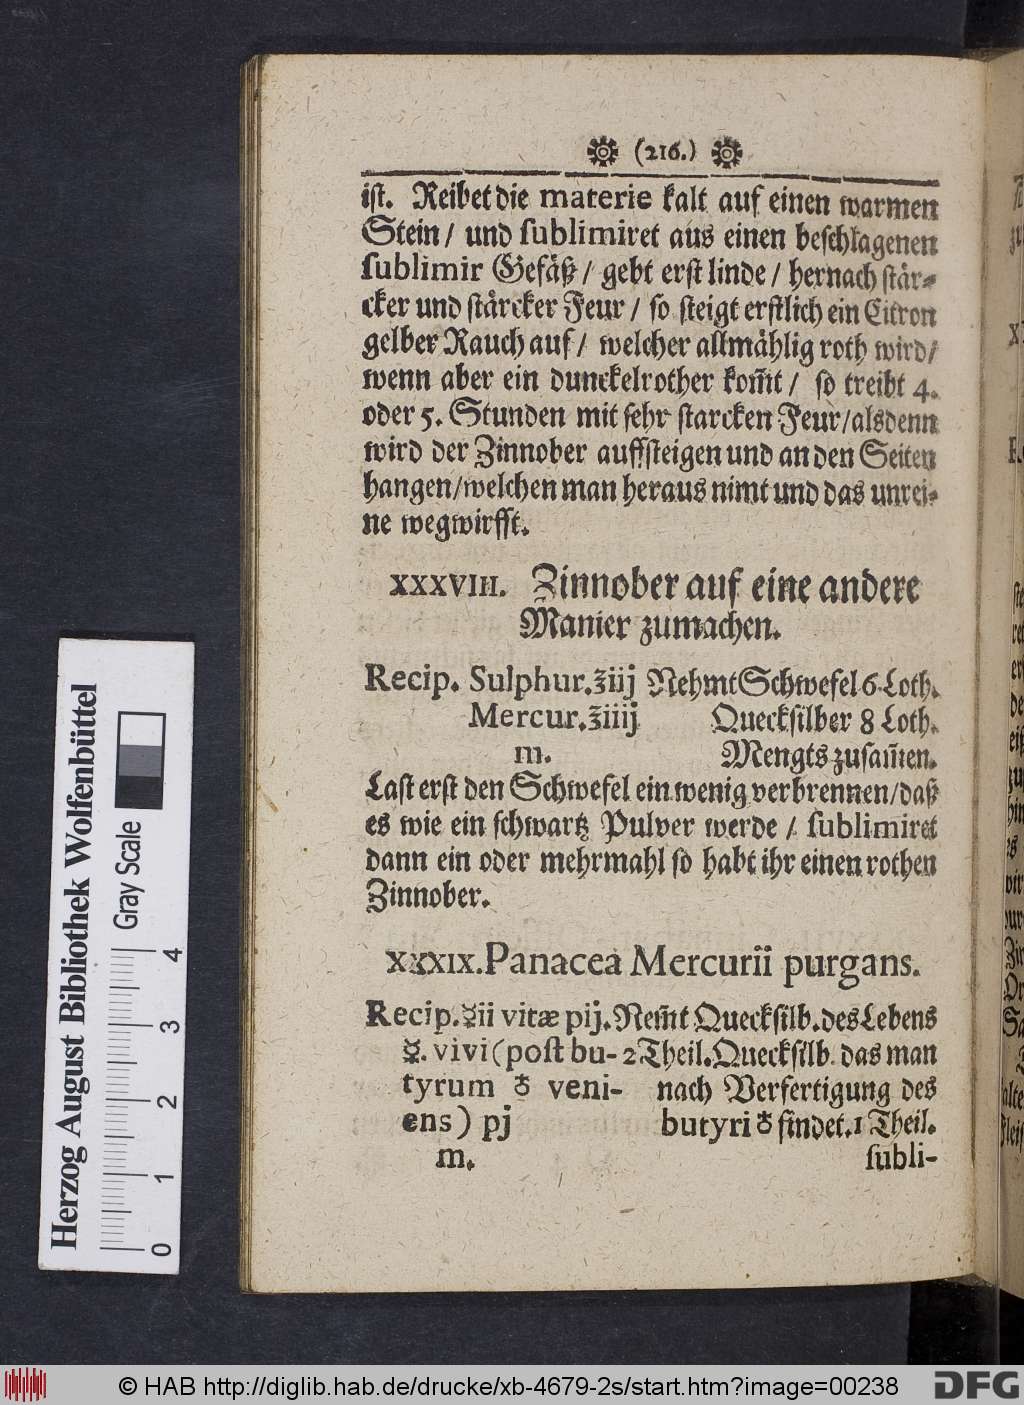 (216.)
ist. Reibet die materie kalt auf einen warmen
Stein / und ſublimiret aus einen beſchlagenen
ſublimir Gefäß / gebt erſt linde / hernach ſtär-
cker und ſtärcker Feur / ſo ſteigt erſtlich ein Citron
gelber Rauch auf / welcher allmählig roth wird/
wenn aber ein dunckelrother kom̃t / ſo treibt 4.
oder 5. Stunden mit ſehr ſtarcken Feur/alsdenn
wird der Zinnober auffſteigen und an den Seiten
hangen/welchen man heraus nimt und das unrei-
ne wegwirfft.
XXXVIII. Zinnober auf eine andere
Manier zumachen.
Recip. Sulphur.℥iij Nehmt Schwefel 6 Loth.
Mercur.℥iiij Queckſilber 8 Loth.
m. Mengts zuſam̃en.
Laſt erſt den Schwefel ein wenig verbrennen/daß
es wie ein ſchwartz Pulver werde / ſublimiret
dann ein oder mehrmahl ſo habt ihr einen rothen
Zinnober.
XXXIX. Panacea Mercurii purgans.
Recip.☿ii vitæ pij. Nem̃t Queckſilb. des Lebens
☿. vivi (poſt bu- 2 Theil. Queckſilb. das man
tyrum ♁ veni- nach Verfertigung des
ens) pj butyri ♁ findet. 1 Theil.
m. ſubli-
Herzog August Bibliothek Wolfenbüttel
Gray Scale
0 1 2 3 4
© HAB http://diglib.hab.de/drucke/xb-4679-2s/start.htm?image=00238
DFG